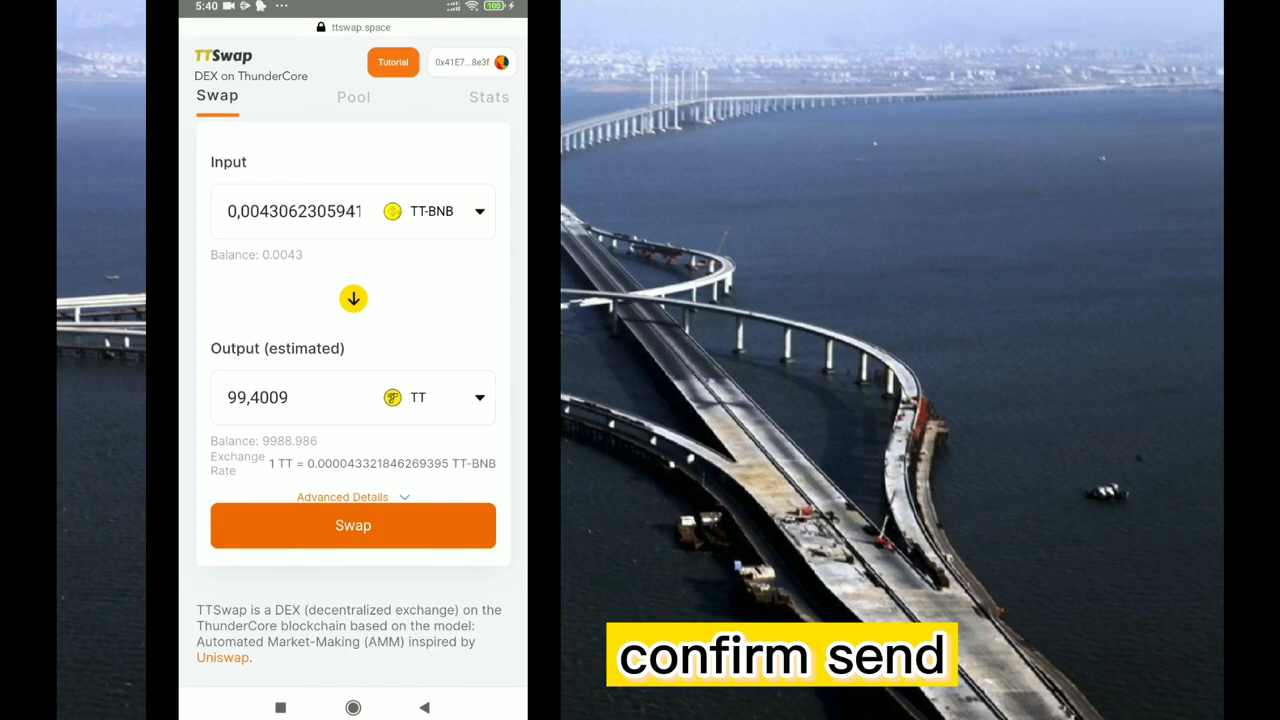 5:40
100
ttswap.space
TTSwap
DEX on ThunderCore
Tutorial
0x41E7...8e3f
Swap
Pool
Stats
Input
0,0043062305941
TT-BNB
Balance: 0.0043
Output (estimated)
99,4009
TT
Balance: 9988.986
Exchange Rate
1 TT = 0.000043321846269395 TT-BNB
Advanced Details
Swap
TTSwap is a DEX (decentralized exchange) on the
ThunderCore blockchain based on the model:
Automated Market-Making (AMM) inspired by
Uniswap.
confirm send